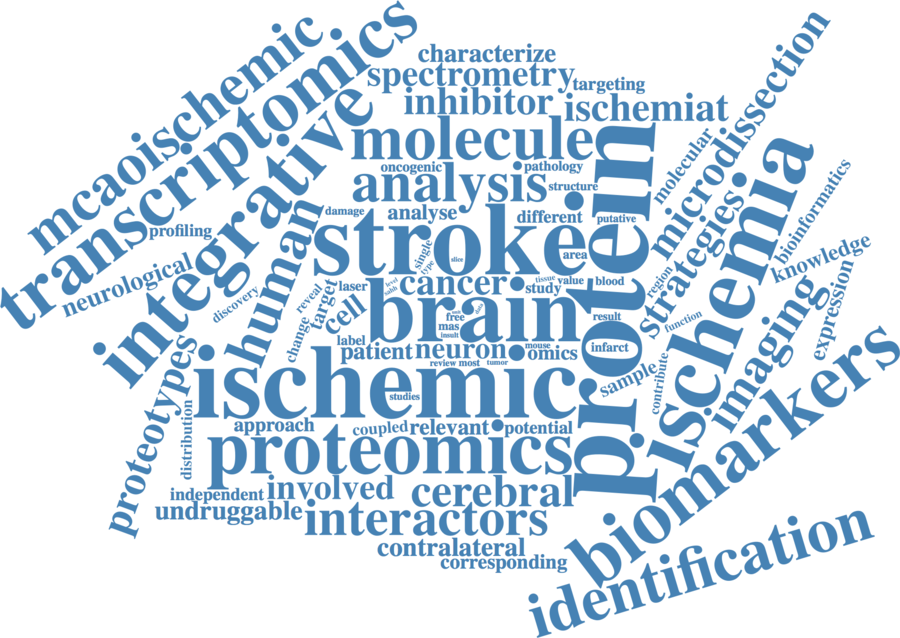 mcaoischemic
transcriptomics
integrative
characterize
spectrometry
targeting
inhibitor
ischemiat
molecule
oncogenic
pathology
analysis
structure
damage
analyse
different
putative
stroke
protein
molecular
microdissection
strategies
ischemia
bioinformatics
knowledge
profiling
neurological
discovery
human
single
type
slice
area
region
laser
cancer
tissue
study
value
blood
reveal
target
change
cell
brain
free
mas
insult
result
function
imaging
expression
label
patient
neuron
mouse
omics
infarct
review
most
tumor
sample
contribute
proteotypes
distribution
ischemic
studies
approach
coupled
relevant
potential
proteomics
biomarkers
independent
involved
cerebral
undruggable
interactors
contralateral
corresponding
identification